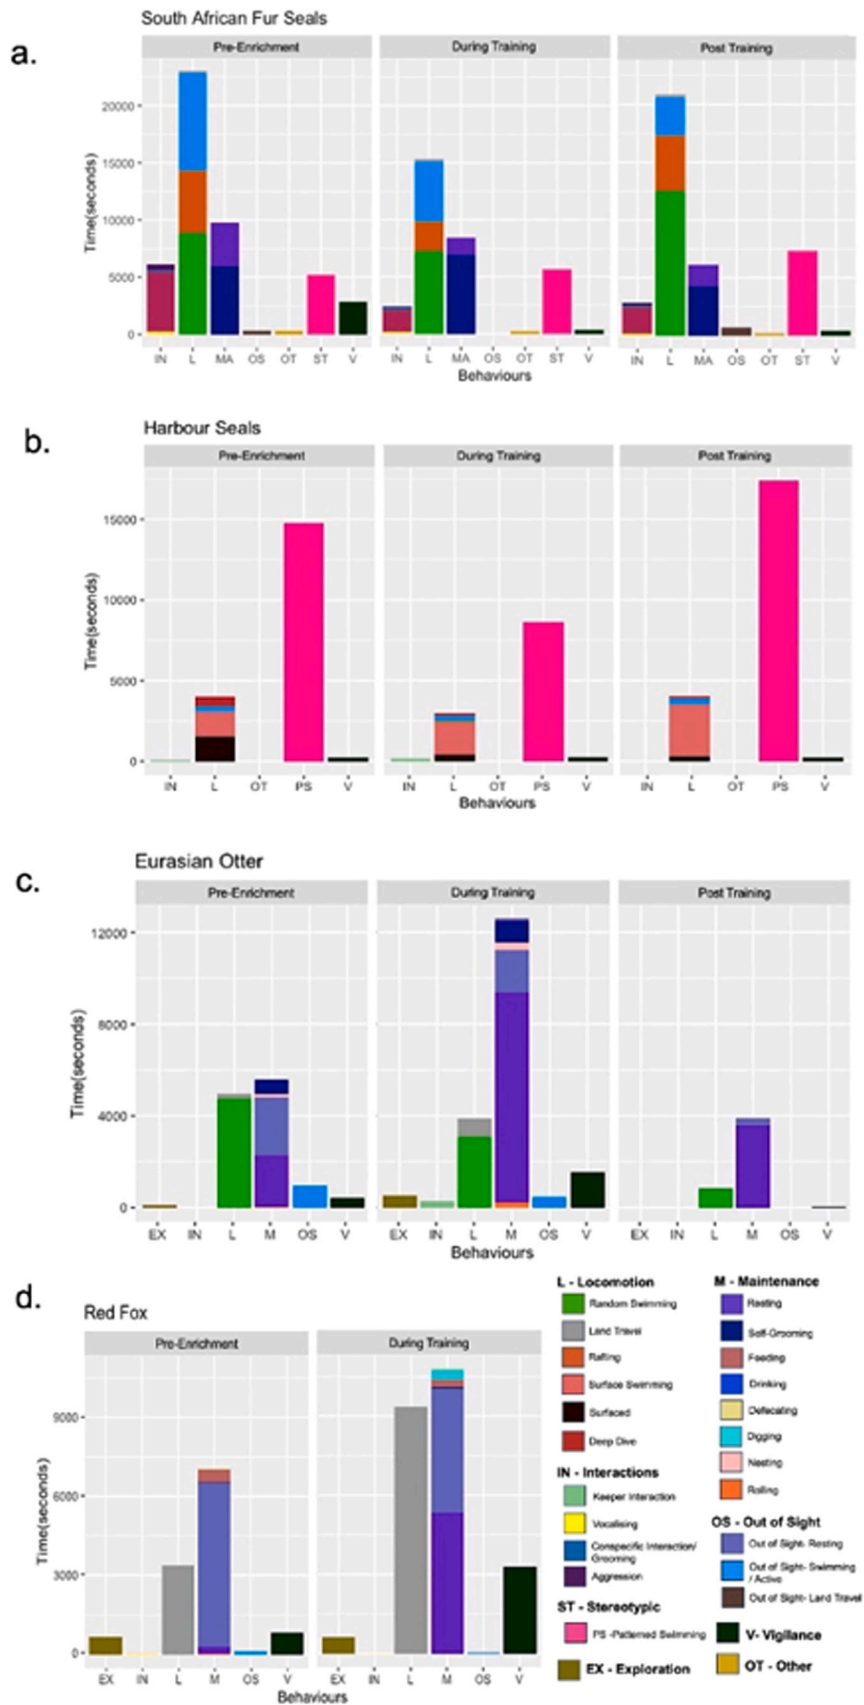 South African Fur Seals
a.
Pre-Enrichment During Training Post Training
Time(seconds)
20000
15000
10000
5000
0
IN L MA OS OT ST V IN L MA OS OT ST V IN L MA OS OT ST V
Behaviours
Harbour Seals
b.
Pre-Enrichment During Training Post Training
Time(seconds)
15000
10000
5000
0
IN L OT PS V IN L OT PS V IN L OT PS V
Behaviours
Eurasian Otter
c.
Pre-Enrichment During Training Post Training
Time(seconds)
12000
8000
4000
0
EX IN L M OS V EX IN L M OS V EX IN L M OS V
Behaviours
d.
Red Fox
Pre-Enrichment During Training
Time(seconds)
9000
6000
3000
0
EX IN L M OS V EX IN L M OS V
Behaviours
L - Locomotion
Random Swimming
Land Travel
Rafting
Surface Swimming
Surfaced
Deep Dive
IN - Interactions
Keeper Interaction
Vocalising
Conspecific Interaction/
Grooming
Aggression
ST - Stereotypic
PS -Patterned Swimming
EX - Exploration
M - Maintenance
Resting
Self-Grooming
Feeding
Drinking
Defecating
Digging
Nesting
Rolling
OS - Out of Sight
Out of Sight- Resting
Out of Sight- Swimming
/ Active
Out of Sight- Land Travel
V- Vigilance
OT - Other